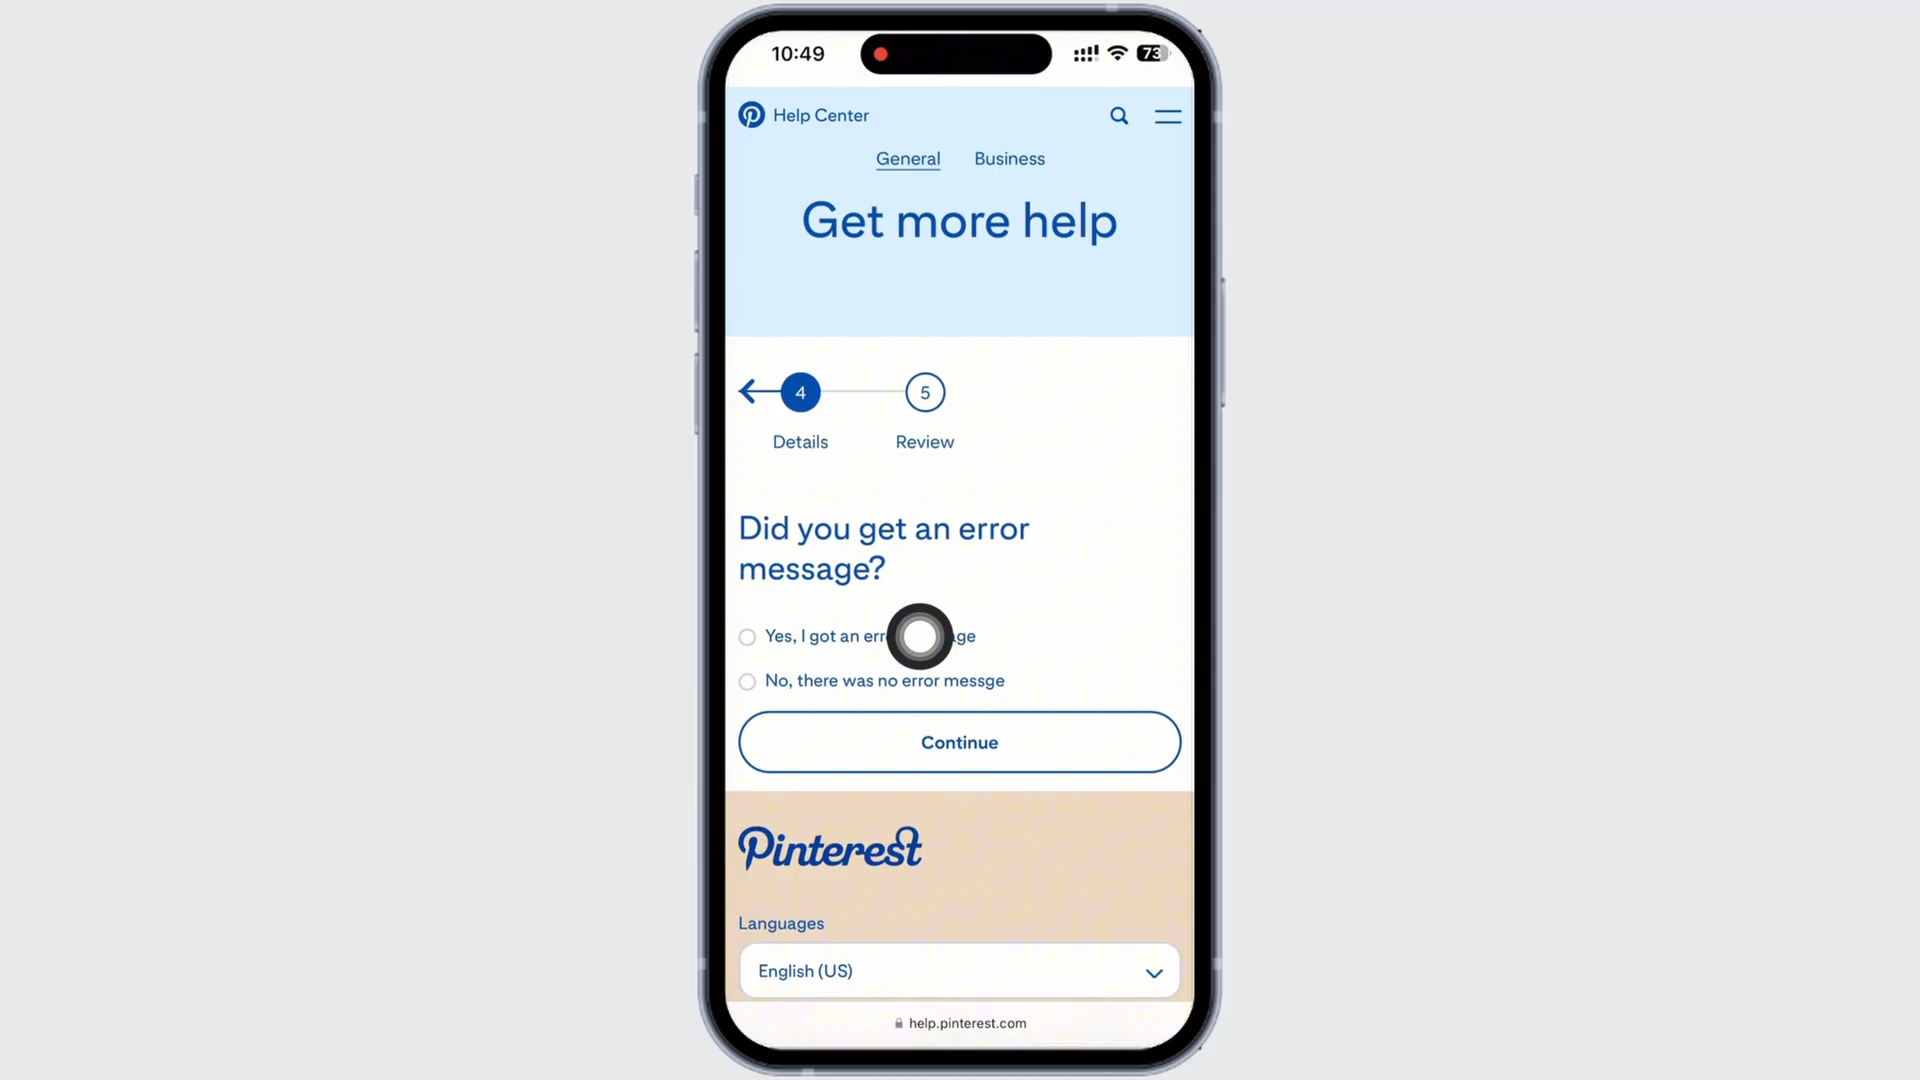 10:49
73
Help Center
General Business
Get more help
4 5
Details Review
Did you get an error
message?
Yes, I got an err ge
No, there was no error messge
Continue
Pinterest
Languages
English (US)
help.pinterest.com